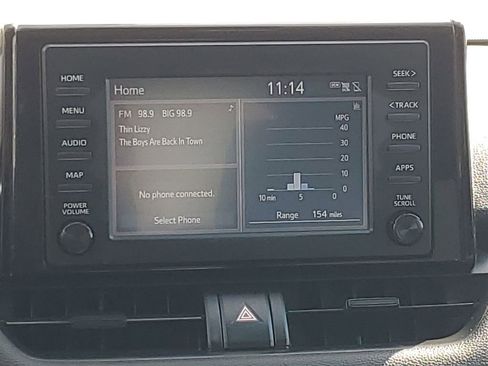 HOME
MENU
AUDIO
MAP
POWER
VOLUME
Home 11:14
FM 98.9 BIG 98.9
Thin Lizzy
The Boys Are Back In Town
No phone connected.
Select Phone
MPG
40
30
20
10
0
10 min 5 0
Range 154 miles
SEEK >
< TRACK
PHONE
APPS
TUNE
SCROLL